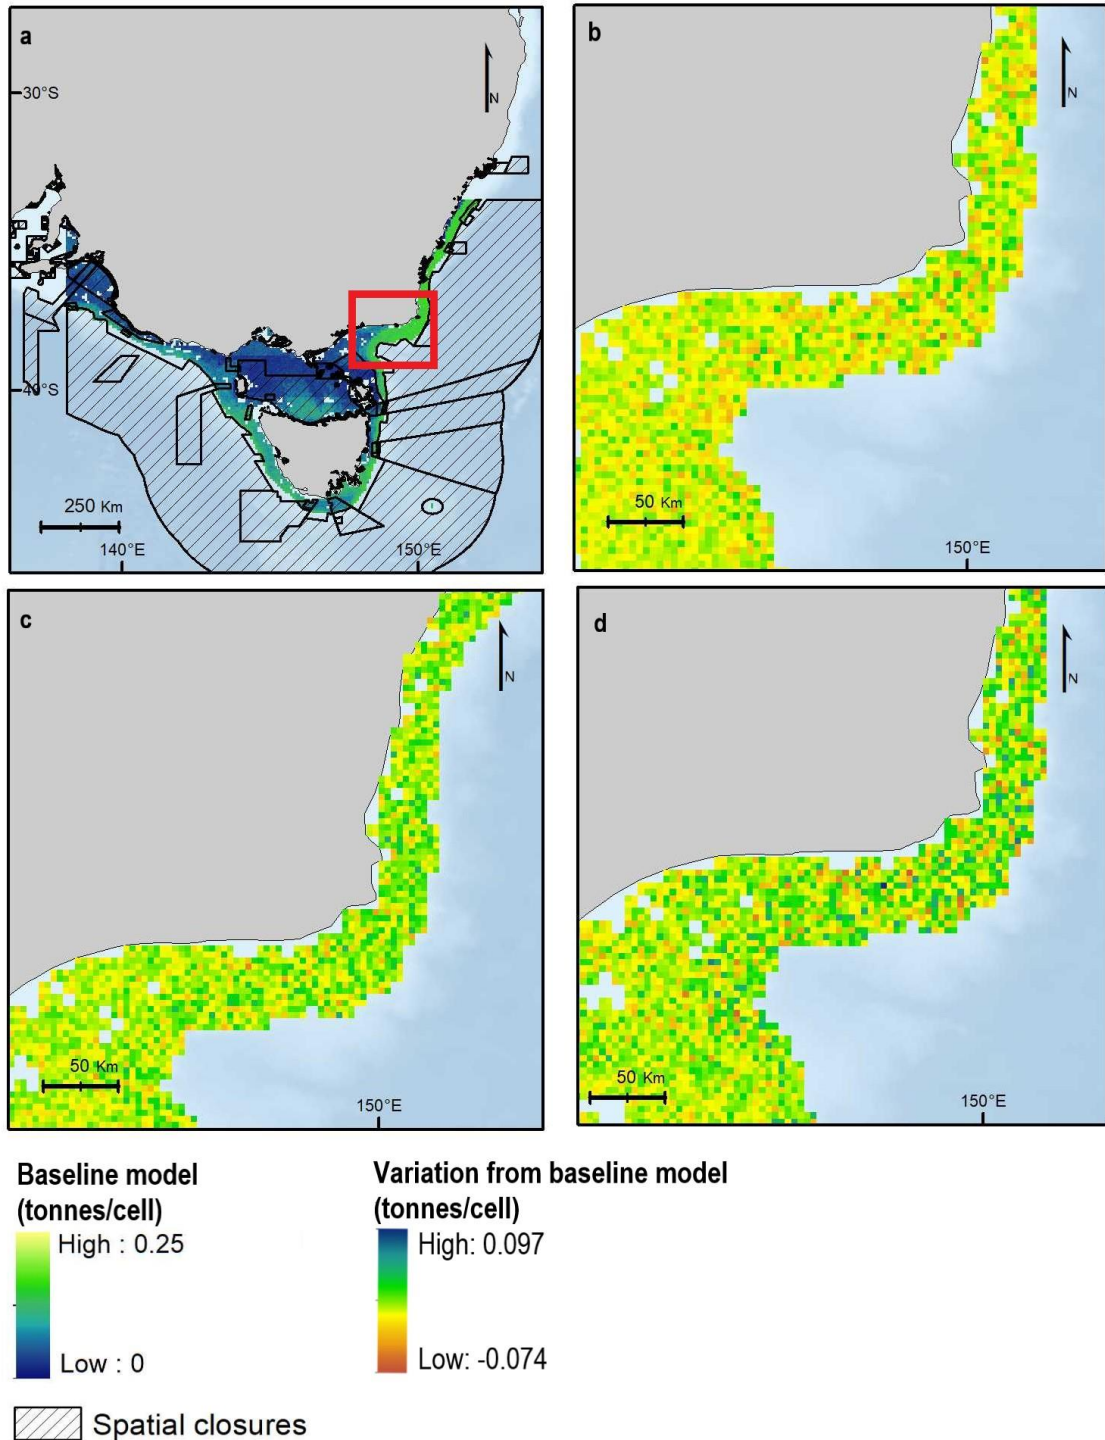 a
N
30°S
40°S
250 Km
140°E
150°E
b
N
50 Km
150°E
c
N
50 Km
150°E
d
N
50 Km
150°E
Baseline model
(tonnes/cell)
High : 0.25
Low : 0
Variation from baseline model
(tonnes/cell)
High: 0.097
Low: -0.074
Spatial closures